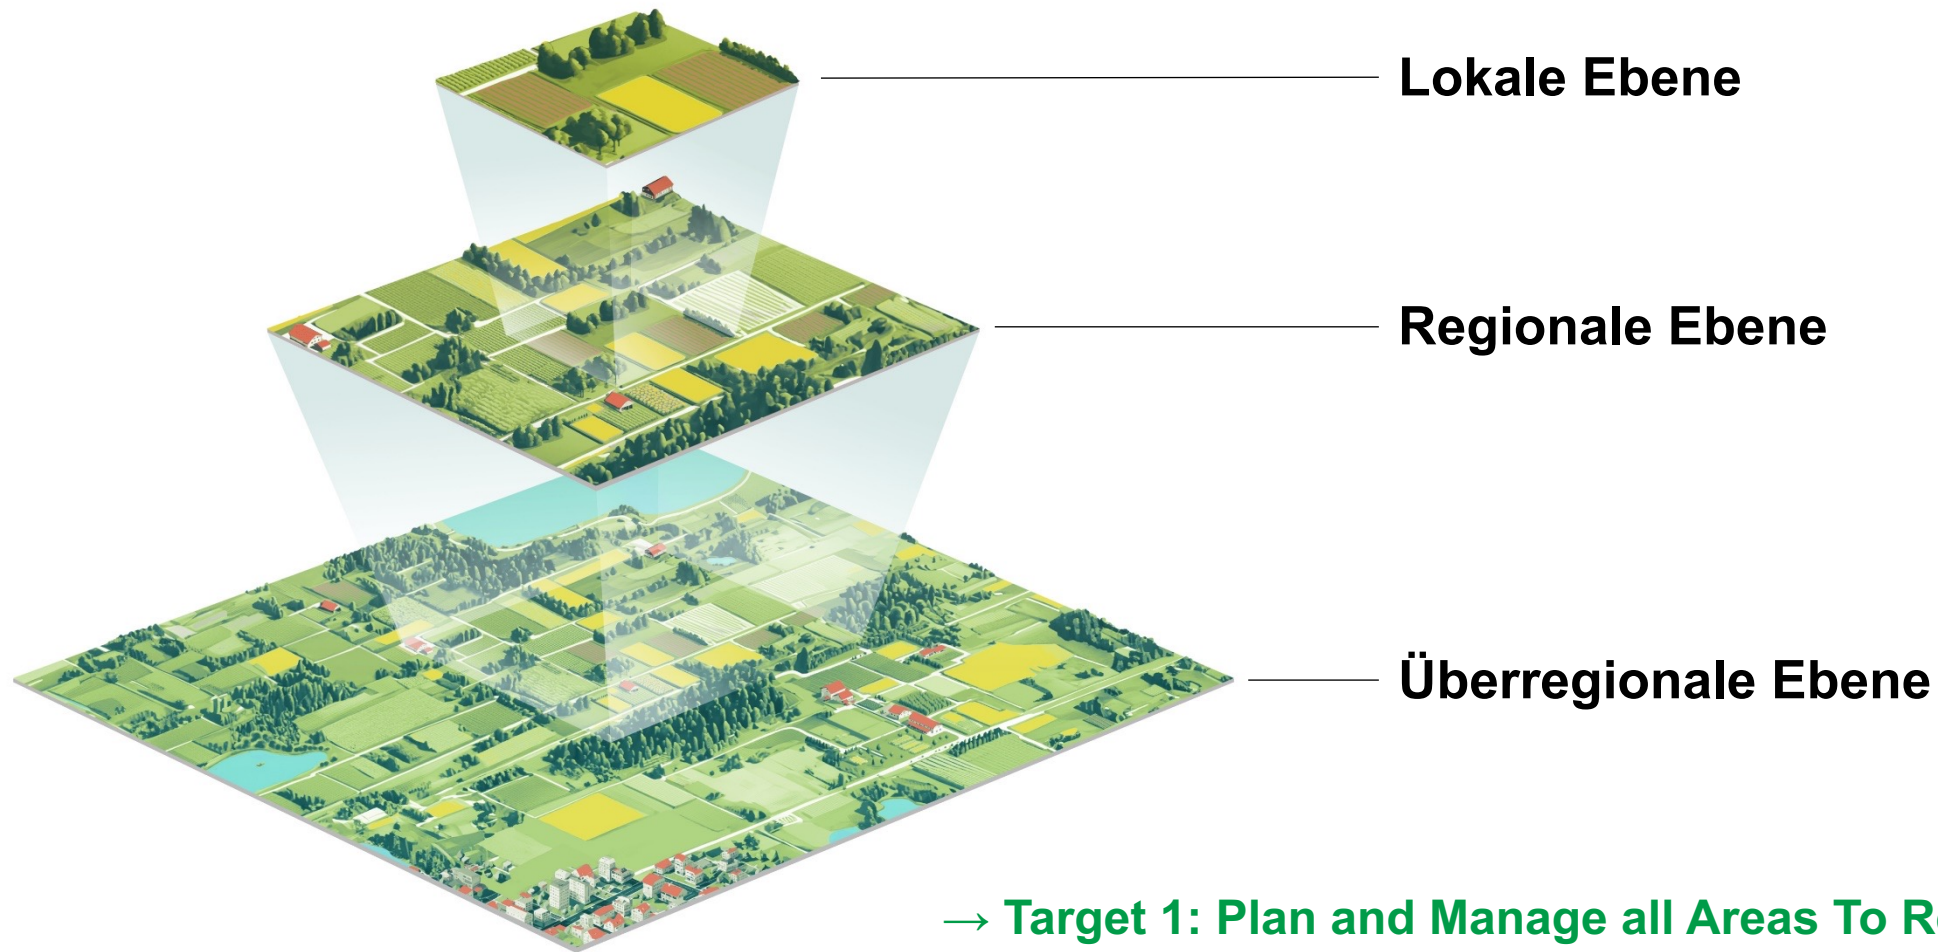 Lokale Ebene
Regionale Ebene
Überregionale Ebene
→ Target 1: Plan and Manage all Areas To